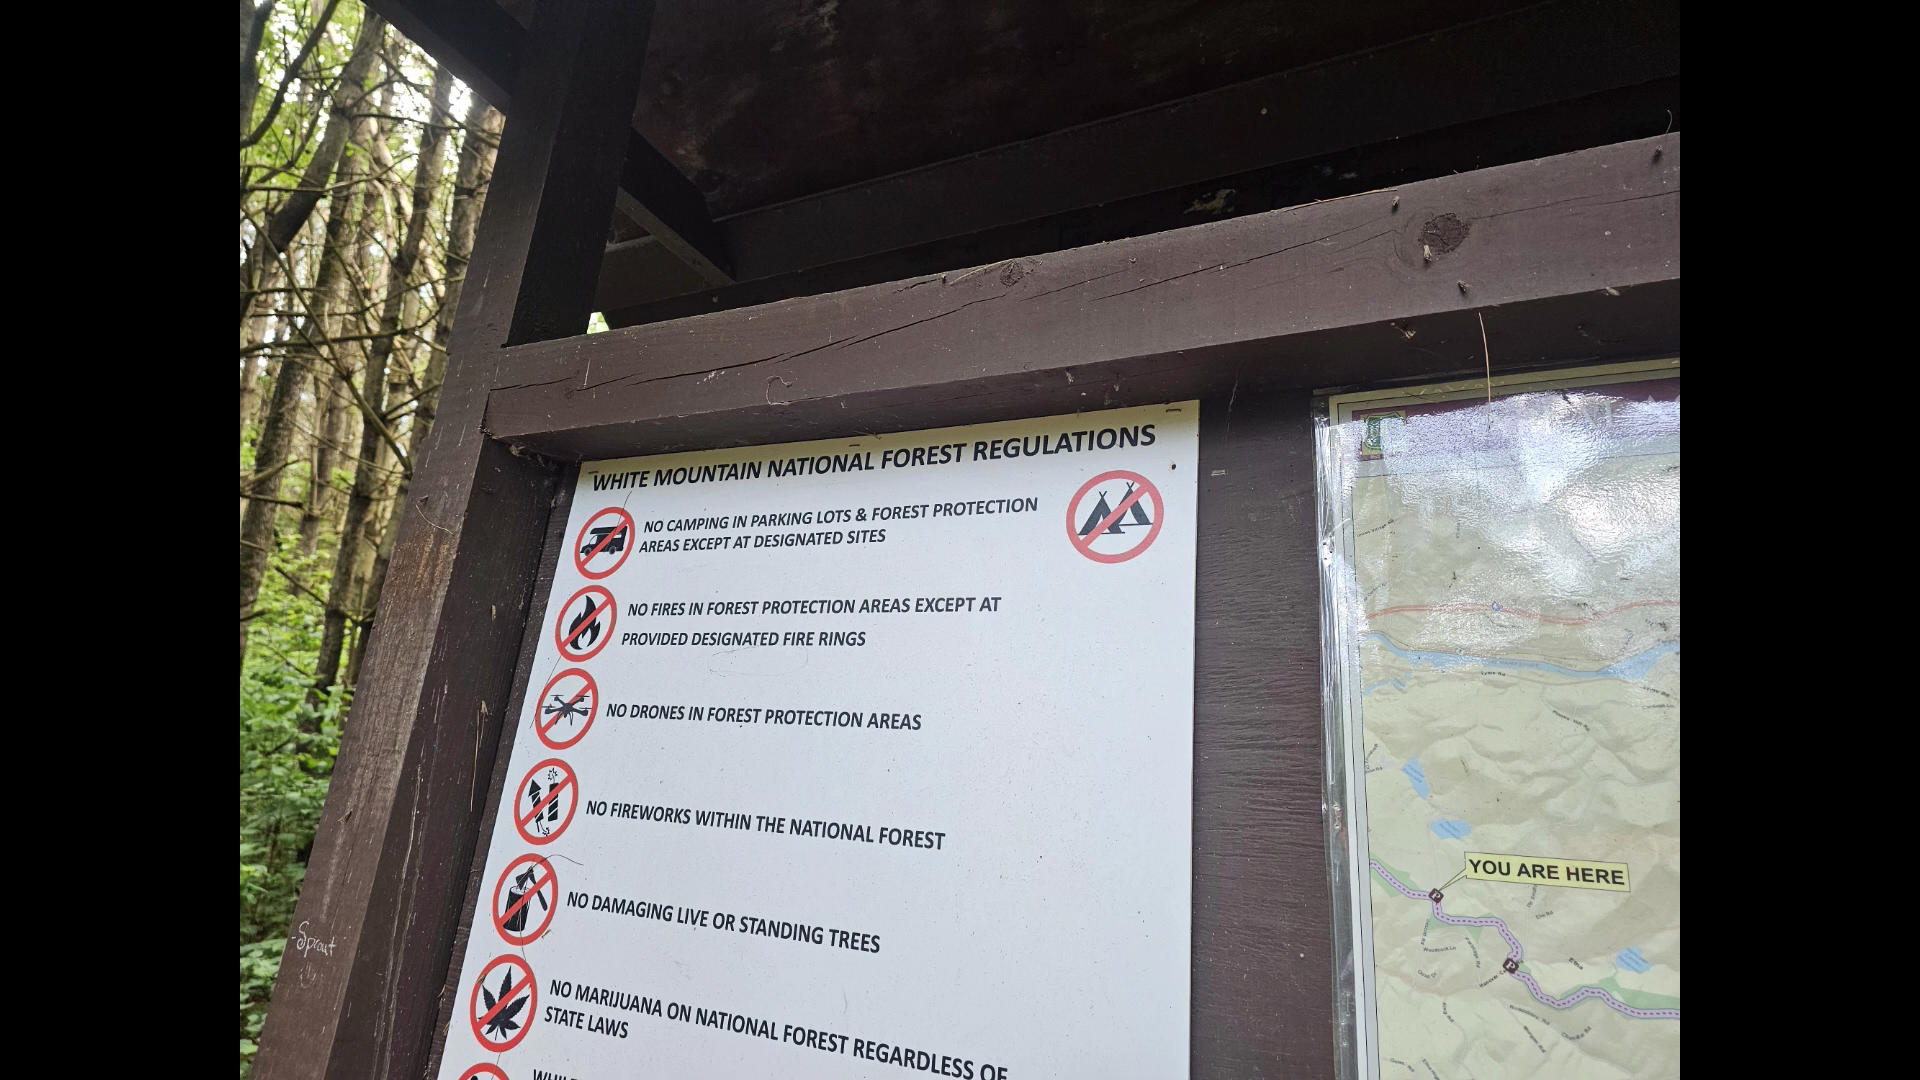 WHITE MOUNTAIN NATIONAL FOREST REGULATIONS
NO CAMPING IN PARKING LOTS & FOREST PROTECTION
AREAS EXCEPT AT DESIGNATED SITES
NO FIRES IN FOREST PROTECTION AREAS EXCEPT AT
PROVIDED DESIGNATED FIRE RINGS
NO DRONES IN FOREST PROTECTION AREAS
NO FIREWORKS WITHIN THE NATIONAL FOREST
NO DAMAGING LIVE OR STANDING TREES
NO MARIJUANA ON NATIONAL FOREST REGARDLESS OF
STATE LAWS
-Sprout
YOU ARE HERE
P
P
Etna